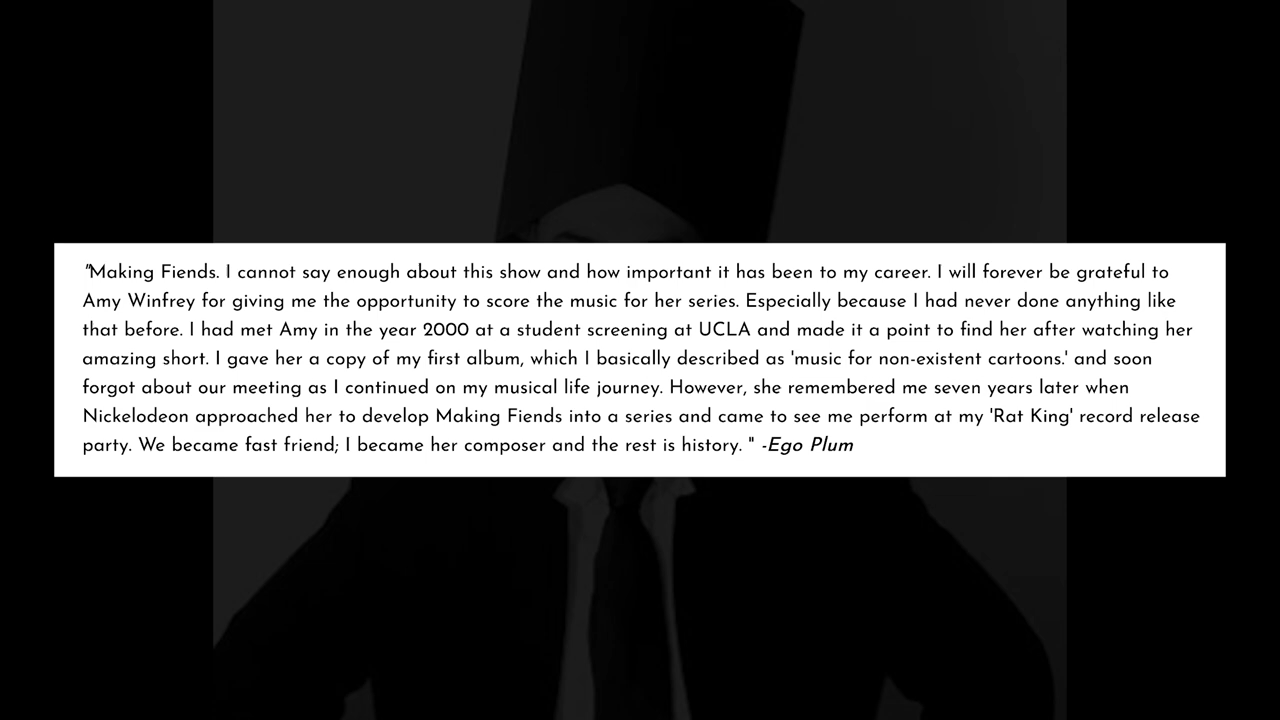 "Making Fiends. I cannot say enough about this show and how important it has been to my career. I will forever be grateful to
Amy Winfrey for giving me the opportunity to score the music for her series. Especially because I had never done anything like
that before. I had met Amy in the year 2000 at a student screening at UCLA and made it a point to find her after watching her
amazing short. I gave her a copy of my first album, which I basically described as 'music for non-existent cartoons.' and soon
forgot about our meeting as I continued on my musical life journey. However, she remembered me seven years later when
Nickelodeon approached her to develop Making Fiends into a series and came to see me perform at my 'Rat King' record release
party. We became fast friend; I became her composer and the rest is history. " -Ego Plum